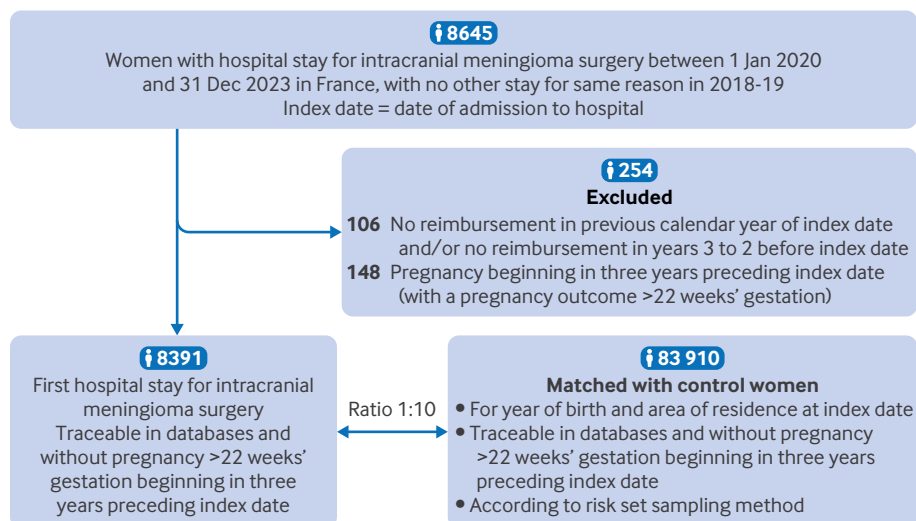 8645
Women with hospital stay for intracranial meningioma surgery between 1 Jan 2020
and 31 Dec 2023 in France, with no other stay for same reason in 2018-19
Index date = date of admission to hospital
254
Excluded
106 No reimbursement in previous calendar year of index date
and/or no reimbursement in years 3 to 2 before index date
148 Pregnancy beginning in three years preceding index date
(with a pregnancy outcome >22 weeks' gestation)
8391
First hospital stay for intracranial
meningioma surgery
Traceable in databases and
without pregnancy >22 weeks'
gestation beginning in three
years preceding index date
Ratio 1:10
83 910
Matched with control women
• For year of birth and area of residence at index date
• Traceable in databases and without pregnancy
>22 weeks' gestation beginning in three years
preceding index date
• According to risk set sampling method